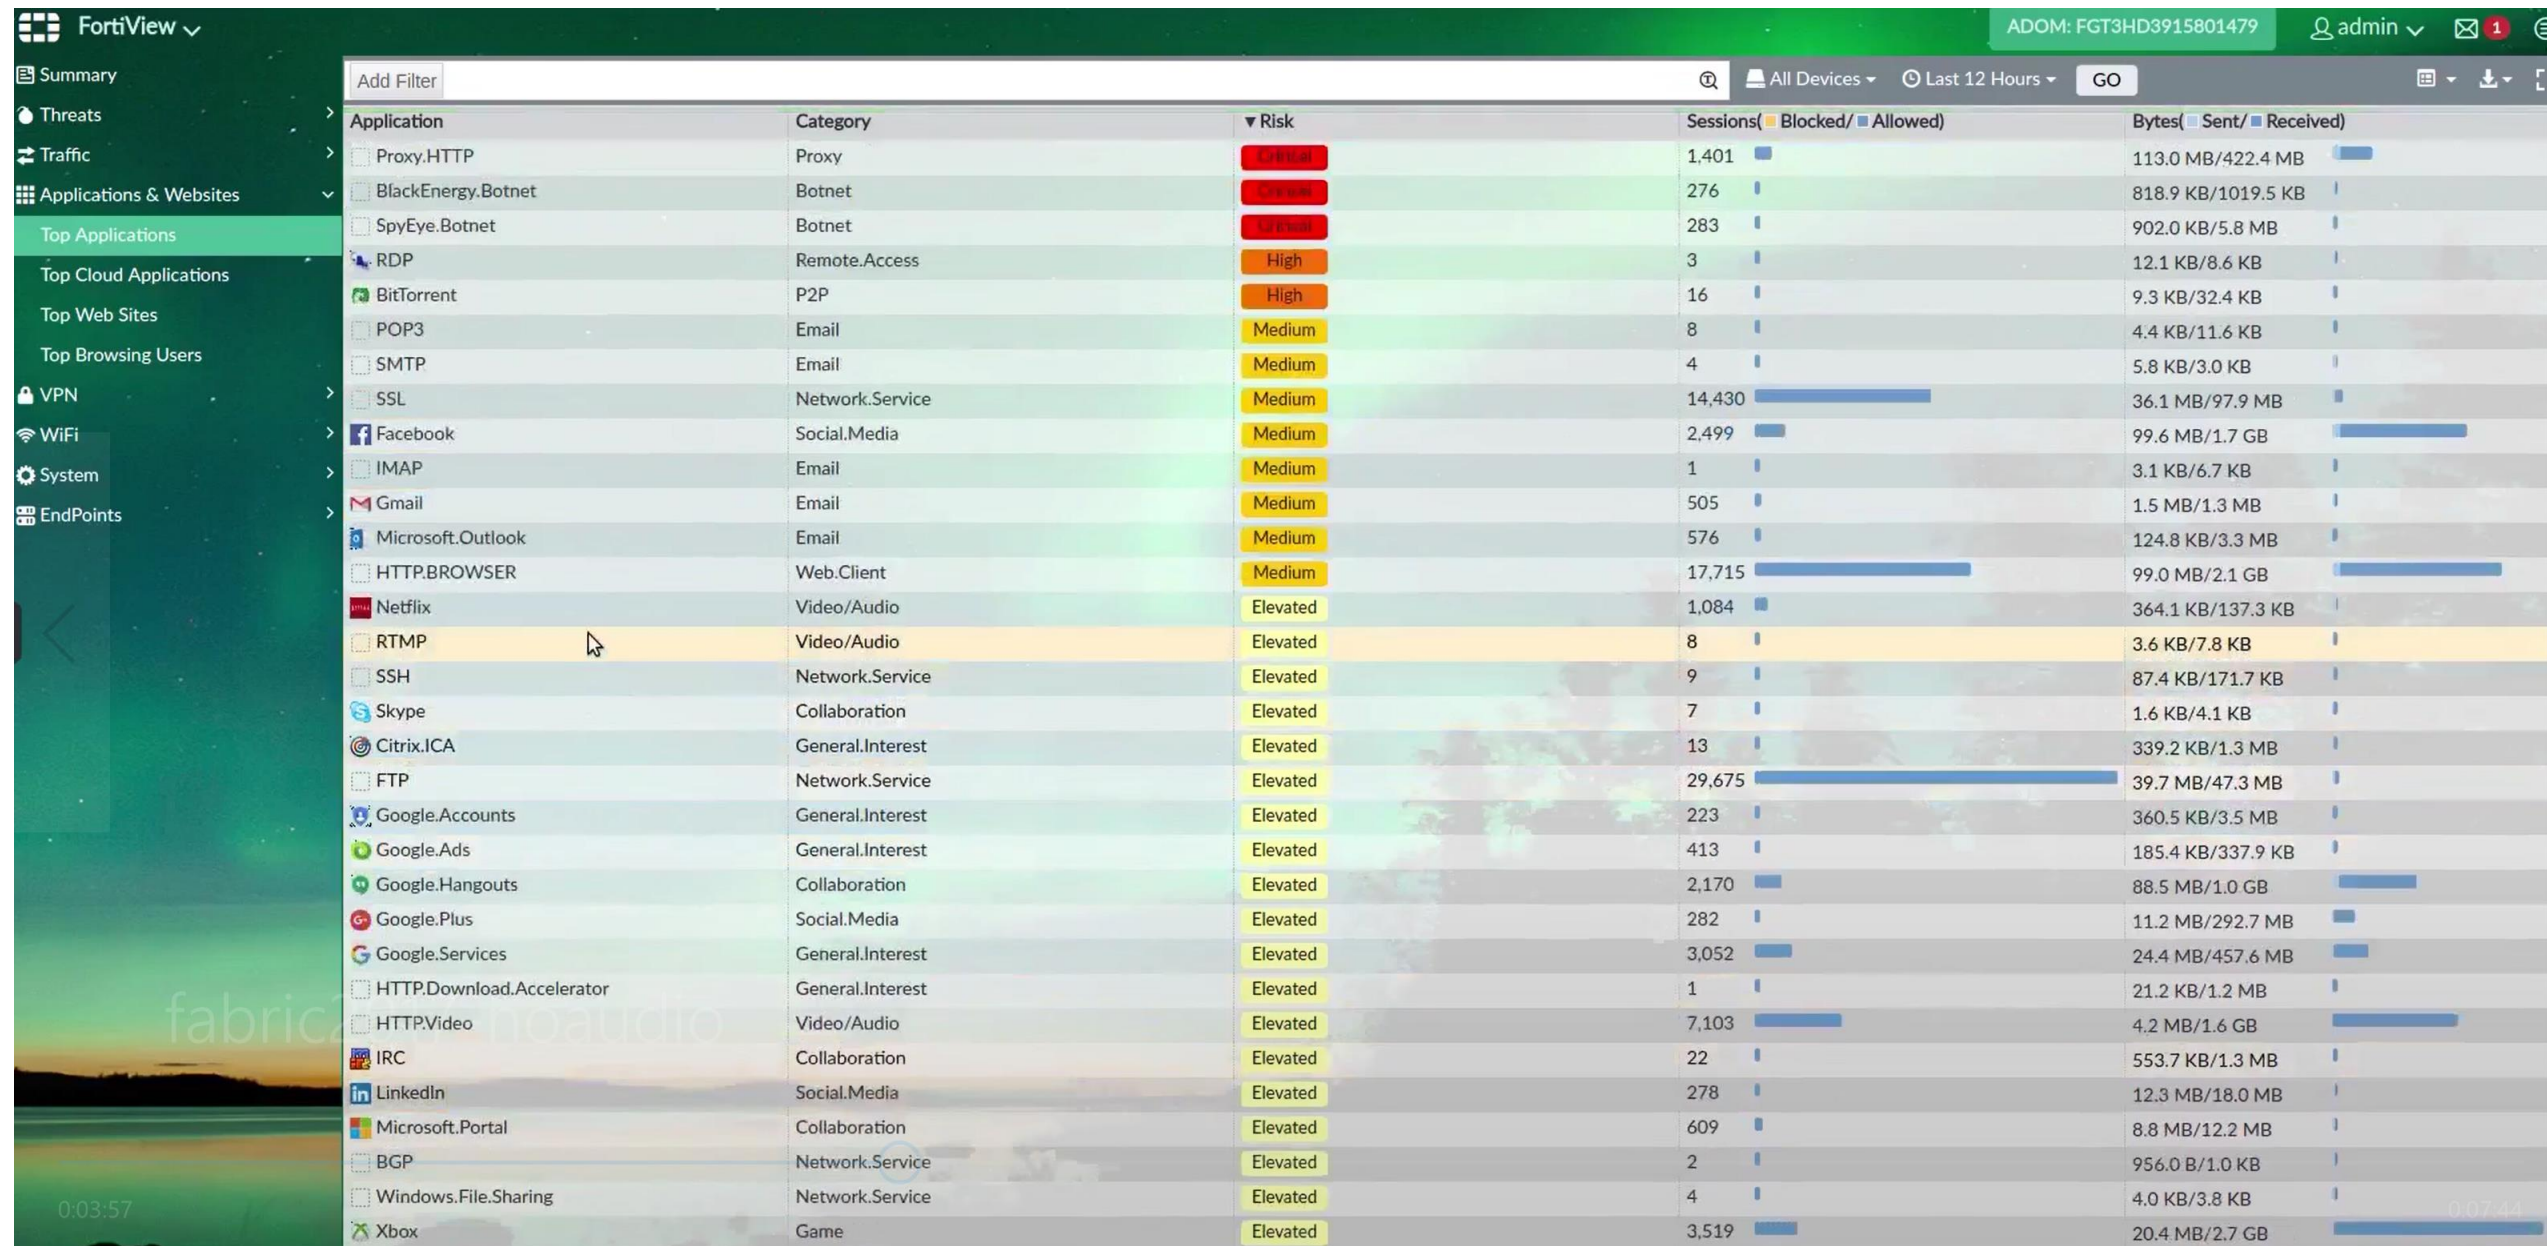 FortiView
ADOM: FGT3HD3915801479
admin
1
Summary
Threats
Traffic
Applications & Websites
Top Applications
Top Cloud Applications
Top Web Sites
Top Browsing Users
VPN
WiFi
System
EndPoints
Add Filter
All Devices
Last 12 Hours
GO
Application Category ▼Risk Sessions( Blocked/ Allowed) Bytes( Sent/ Received)
Proxy.HTTP Proxy Critical 1,401 113.0 MB/422.4 MB
BlackEnergy.Botnet Botnet Critical 276 818.9 KB/1019.5 KB
SpyEye.Botnet Botnet Critical 283 902.0 KB/5.8 MB
RDP Remote.Access High 3 12.1 KB/8.6 KB
BitTorrent P2P High 16 9.3 KB/32.4 KB
POP3 Email Medium 8 4.4 KB/11.6 KB
SMTP Email Medium 4 5.8 KB/3.0 KB
SSL Network.Service Medium 14,430 36.1 MB/97.9 MB
Facebook Social.Media Medium 2,499 99.6 MB/1.7 GB
IMAP Email Medium 1 3.1 KB/6.7 KB
Gmail Email Medium 505 1.5 MB/1.3 MB
Microsoft.Outlook Email Medium 576 124.8 KB/3.3 MB
HTTP.BROWSER Web.Client Medium 17,715 99.0 MB/2.1 GB
Netflix Video/Audio Elevated 1,084 364.1 KB/137.3 KB
RTMP Video/Audio Elevated 8 3.6 KB/7.8 KB
SSH Network.Service Elevated 9 87.4 KB/171.7 KB
Skype Collaboration Elevated 7 1.6 KB/4.1 KB
Citrix.ICA General.Interest Elevated 13 339.2 KB/1.3 MB
FTP Network.Service Elevated 29,675 39.7 MB/47.3 MB
Google.Accounts General.Interest Elevated 223 360.5 KB/3.5 MB
Google.Ads General.Interest Elevated 413 185.4 KB/337.9 KB
Google.Hangouts Collaboration Elevated 2,170 88.5 MB/1.0 GB
Google.Plus Social.Media Elevated 282 11.2 MB/292.7 MB
Google.Services General.Interest Elevated 3,052 24.4 MB/457.6 MB
HTTP.Download.Accelerator General.Interest Elevated 1 21.2 KB/1.2 MB
HTTP.Video Video/Audio Elevated 7,103 4.2 MB/1.6 GB
IRC Collaboration Elevated 22 553.7 KB/1.3 MB
LinkedIn Social.Media Elevated 278 12.3 MB/18.0 MB
Microsoft.Portal Collaboration Elevated 609 8.8 MB/12.2 MB
BGP Network.Service Elevated 2 956.0 B/1.0 KB
Windows.File.Sharing Network.Service Elevated 4 4.0 KB/3.8 KB
Xbox Game Elevated 3,519 20.4 MB/2.7 GB
0:03:57
0:07:44